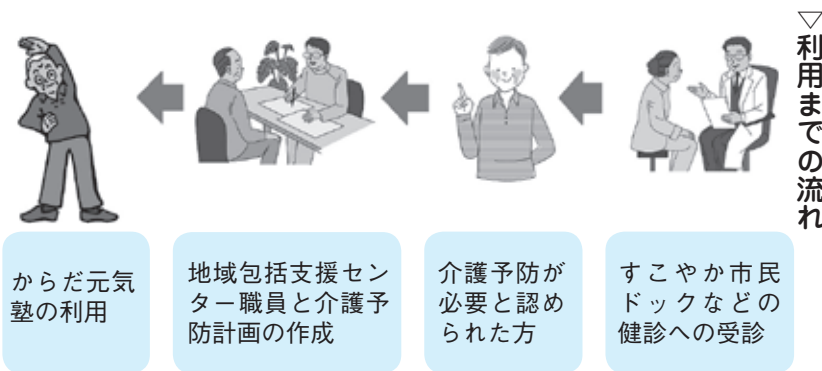 ▽利用までの流れ
すこやか市民
ドックなどの
健診への受診
介護予防が
必要と認め
られた方
地域包括支援セン
ター職員と介護予
防計画の作成
からだ元気
塾の利用